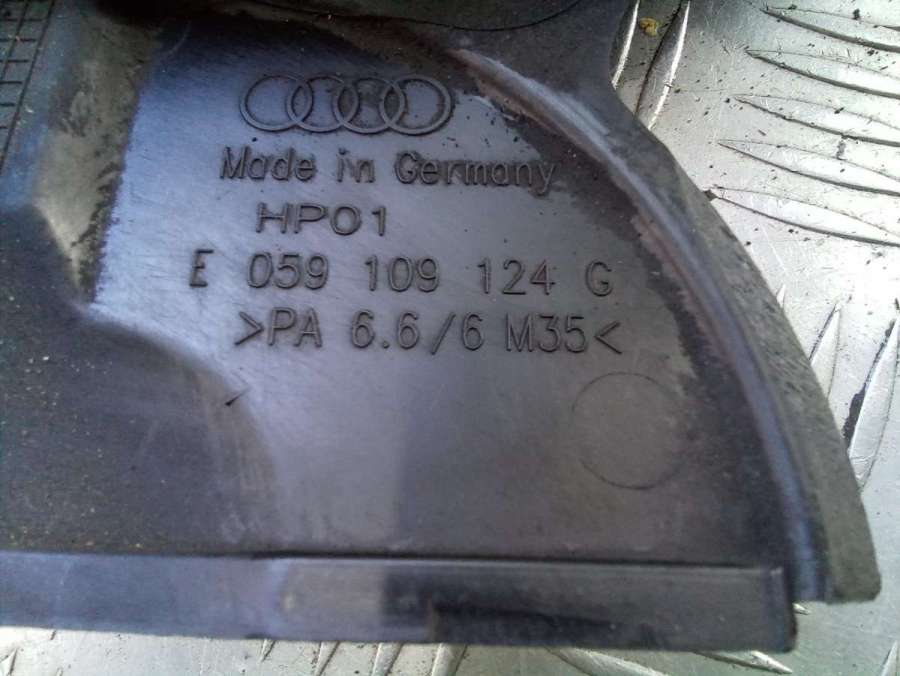 Made in Germany
HP01
E 059 109 124 G
>PA 6.6/6 M35<